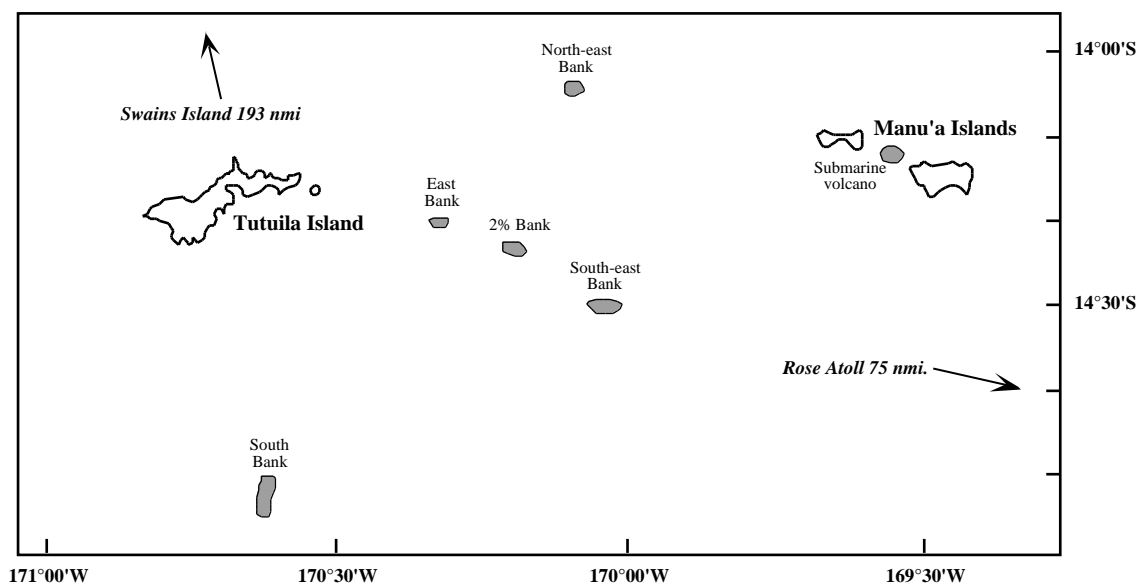 North-east
Bank
14°00'S
Swains Island 193 nmi
Manu'a Islands
Submarine
volcano
East
Bank
Tutuila Island
2% Bank
South-east
Bank
14°30'S
Rose Atoll 75 nmi.
South
Bank
171°00'W
170°30'W
170°00'W
169°30'W